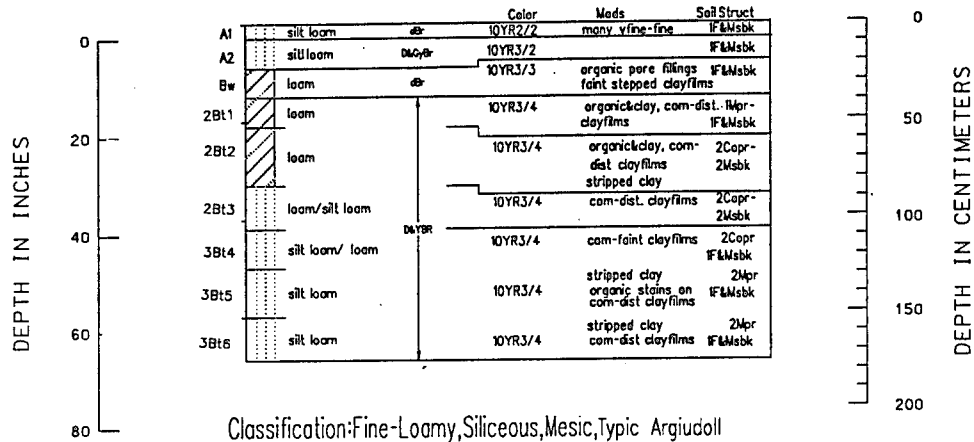 Color Mods Soil Struct
A1 silt loam dBr 10YR2/2 many vfine-fine 1F&Msbk
A2 silt loam D&GyBr 10YR3/2 1F&Msbk
Bw loam dBr 10YR3/3 organic pore fillings 1F&Msbk
faint stepped clayfilms
2Bt1 loam 10YR3/4 organic&clay, com-dist. 1Mpr-
clayfilms 1F&Msbk
2Bt2 loam 10YR3/4 organic&clay, com- 2Copr-
dist clayfilms 2Msbk
stripped clay
2Bt3 loam/silt loam 10YR3/4 com-dist. clayfilms 2Copr-
2Msbk
D&YBR
3Bt4 silt loam/ loam 10YR3/4 com-faint clayfilms 2Copr
1F&Msbk
stripped clay 2Mpr
3Bt5 silt loam 10YR3/4 organic stains on 1F&Msbk
com-dist clayfilms
stripped clay 2Mpr
3Bt6 silt loam 10YR3/4 com-dist clayfilms 1F&Msbk
DEPTH IN INCHES
0
20
40
60
80
DEPTH IN CENTIMETERS
0
50
100
150
200
Classification:Fine-Loamy,Siliceous,Mesic,Typic Argiudoll